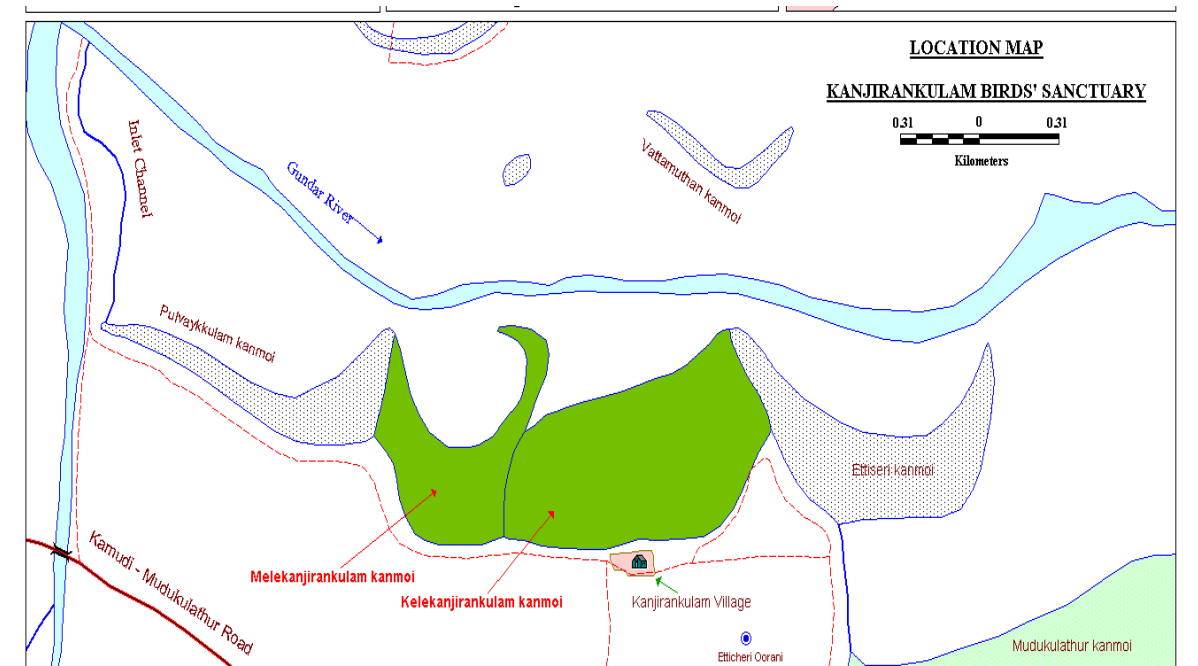 LOCATION MAP
KANJIRANKULAM BIRDS' SANCTUARY
0.31 0 0.31
Kilometers
Inlet Channel
Gundar River
Vattamuthan kanmoi
Pulvaykkulam kanmoi
Ettiseri kanmoi
Kamudi - Mudukulathur Road
Melekanjirankulam kanmoi
Kelekanjirankulam kanmoi
Kanjirankulam Village
Mudukulathur kanmoi
Etticheri Oorani